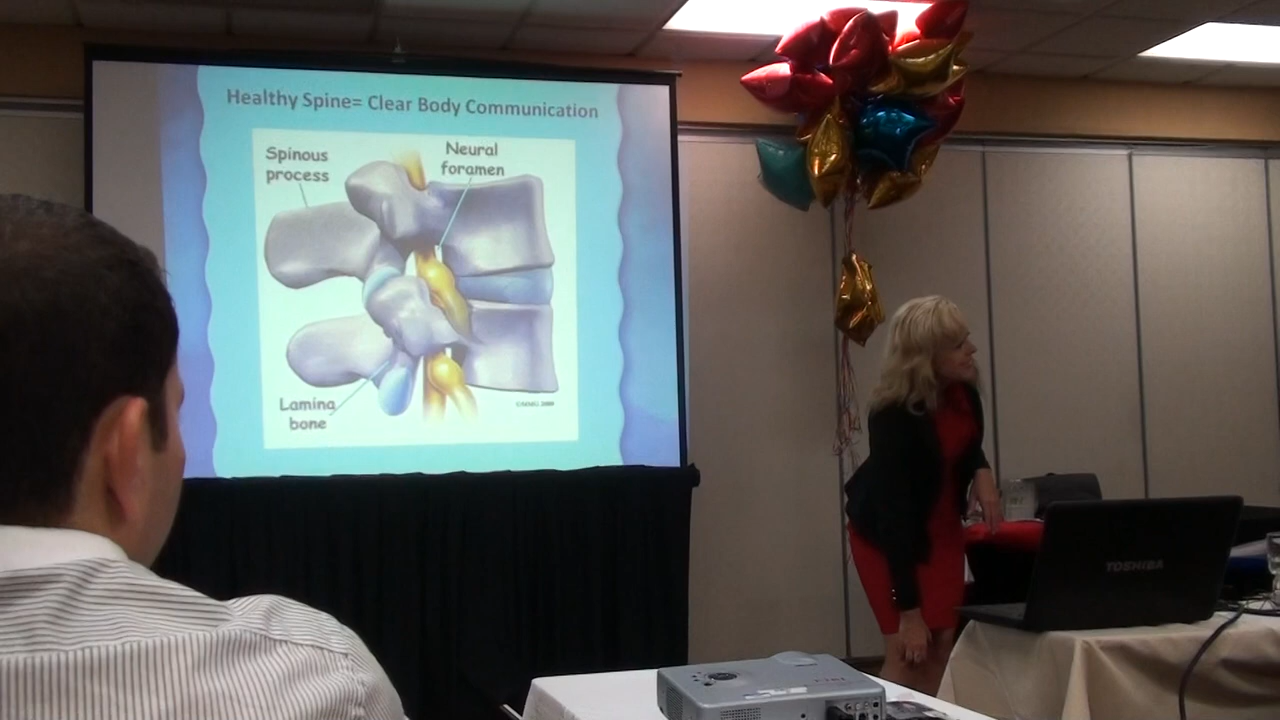 Healthy Spine= Clear Body Communication
Spinous
process
Neural
foramen
Lamina
bone
TOSHIBA